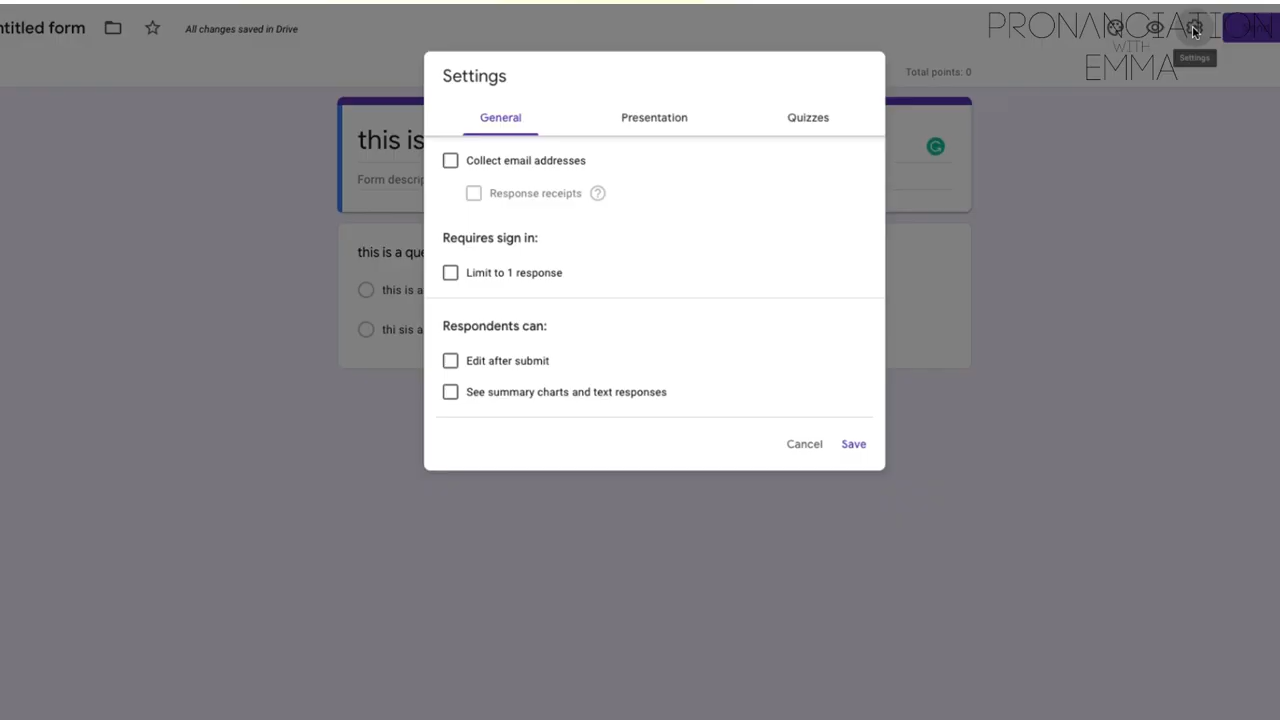 ntitled form
All changes saved in Drive
PRONANCIATION
WITH
EMMA
Settings
Total points: 0
Settings
General
Presentation
Quizzes
this is
Form descrip
Collect email addresses
Response receipts
Requires sign in:
this is a que
Limit to 1 response
this is a
Respondents can:
thi sis a
Edit after submit
See summary charts and text responses
Cancel
Save